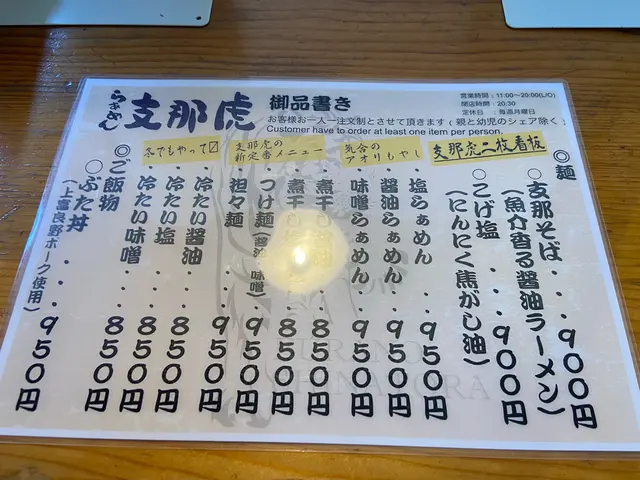 らぁめん 支那虎 御品書き
お客様お一人一注文制とさせて頂きます(親と幼児のシェア除く)
Customer have to order at least one item per person.
営業時間:11:00~20:00(L/O)
閉店時間:20:30
定休日:毎週月曜日
◎麺
支那虎二枚看板
○支那そば・・900円
(魚介香る醤油ラーメン)
○こげ塩・・・900円
(にんにく焦がし油)
気合の
アオリもやし
塩らぁめん・・950円
醤油らぁめん・950円
味噌らぁめん・950円
支那虎の
新定番メニュー
煮干し 850円
煮干し 850円
つけ麺(醤油・味噌)950円
担々麺・・・950円
冬でもやって〼
冷たい醤油・・850円
冷たい塩・・・850円
冷たい味噌・・850円
◎ご飯物
○ぶた丼・・・950円
(上富良野ポーク使用)